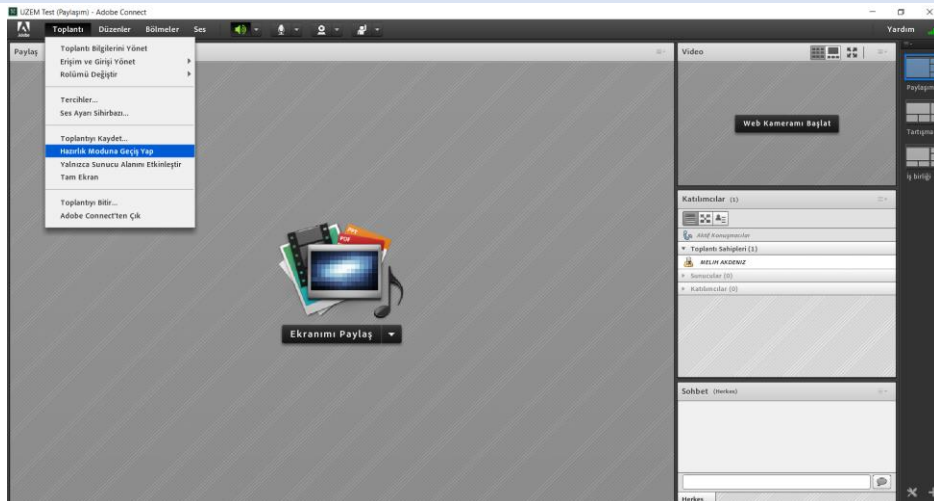 UZEM Test (Paylaşım) - Adobe Connect
Toplantı Düzenler Bölmeler Ses Yardım
Paylaş
Toplantı Bilgilerini Yönet
Erişim ve Girişi Yönet
Rolümü Değiştir
Tercihler...
Ses Ayarı Sihirbazı...
Toplantıyı Kaydet...
Hazırlık Moduna Geçiş Yap
Yalnızca Sunucu Alanını Etkinleştir
Tam Ekran
Toplantıyı Bitir...
Adobe Connect'ten Çık
PPT
PDF
Ekranımı Paylaş
Video
Web Kameramı Başlat
Katılımcılar (1)
Aktif Konuşmacılar
Toplantı Sahipleri (1)
MELIH AKDENIZ
Sunucular (0)
Katılımcılar (0)
Sohbet (Herkes)
Herkes
Paylaşım
Tartışma
İş birliği